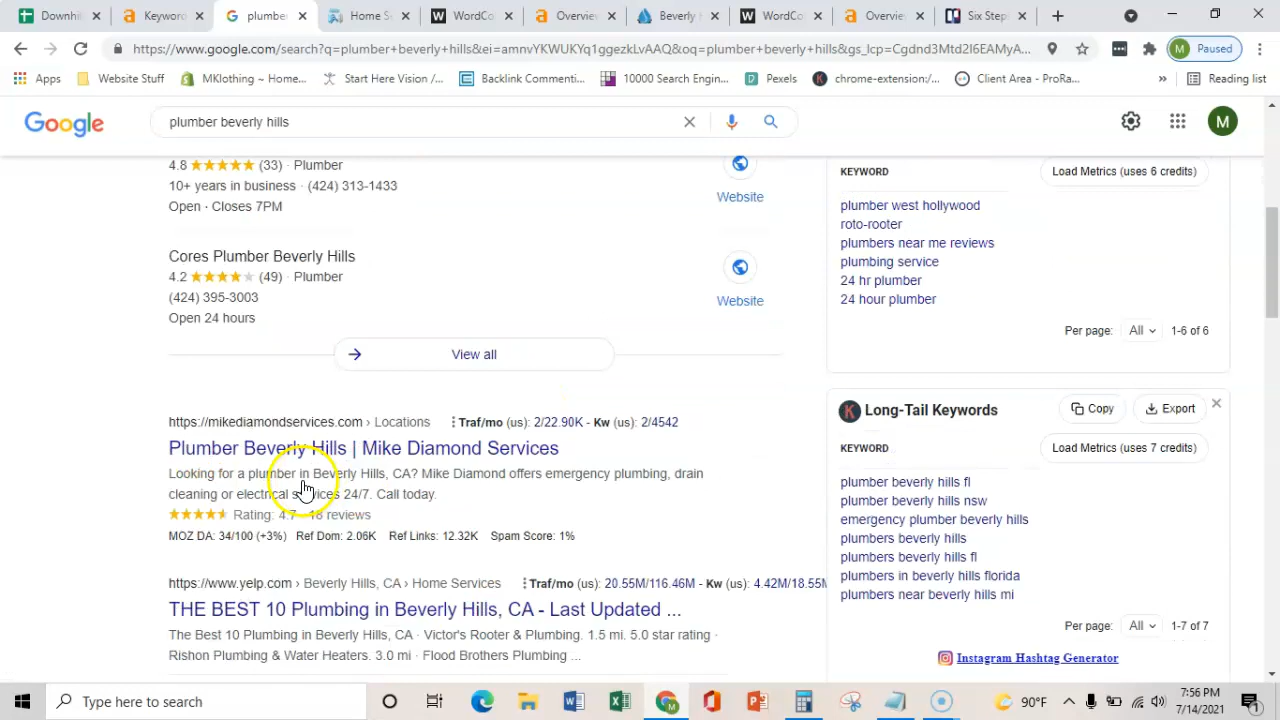 Downhi
Keyword
plumbe
Home S
WordCo
Overvie
Beverly
WordCo
Overvie
Six Step
https://www.google.com/search?q=plumber+beverly+hills&ei=amnvYKWUKYq1ggezkLvAAQ&oq=plumber+beverly+hills&gs_lcp=Cgdnd3Mtd2l6EAMyA...
M Paused
Apps
Website Stuff
MKlothing ~ Home...
Start Here Vision /...
Backlink Commenti...
10000 Search Engin...
Pexels
chrome-extension:/...
Client Area - ProRa...
»
Reading list
Google
plumber beverly hills
M
4.8 (33) · Plumber
10+ years in business · (424) 313-1433
Open · Closes 7PM
Website
Cores Plumber Beverly Hills
4.2 (49) · Plumber
(424) 395-3003
Open 24 hours
Website
View all
https://mikediamondservices.com › Locations Traf/mo (us): 2/22.90K - Kw (us): 2/4542
Plumber Beverly Hills | Mike Diamond Services
Looking for a plumber in Beverly Hills, CA? Mike Diamond offers emergency plumbing, drain
cleaning or electrical services 24/7. Call today.
Rating: 4.7 · 18 reviews
MOZ DA: 34/100 (+3%) Ref Dom: 2.06K Ref Links: 12.32K Spam Score: 1%
https://www.yelp.com › Beverly Hills, CA › Home Services Traf/mo (us): 20.55M/116.46M - Kw (us): 4.42M/18.55M
THE BEST 10 Plumbing in Beverly Hills, CA - Last Updated ...
The Best 10 Plumbing in Beverly Hills, CA · Victor's Rooter & Plumbing. 1.5 mi. 5.0 star rating ·
Rishon Plumbing & Water Heaters. 3.0 mi · Flood Brothers Plumbing ...
KEYWORD
Load Metrics (uses 6 credits)
plumber west hollywood
roto-rooter
plumbers near me reviews
plumbing service
24 hr plumber
24 hour plumber
Per page: All 1-6 of 6
K Long-Tail Keywords
Copy
Export
KEYWORD
Load Metrics (uses 7 credits)
plumber beverly hills fl
plumber beverly hills nsw
emergency plumber beverly hills
plumbers beverly hills
plumbers beverly hills fl
plumbers in beverly hills florida
plumbers near beverly hills mi
Per page: All 1-7 of 7
Instagram Hashtag Generator
Type here to search
90°F
7:56 PM
7/14/2021